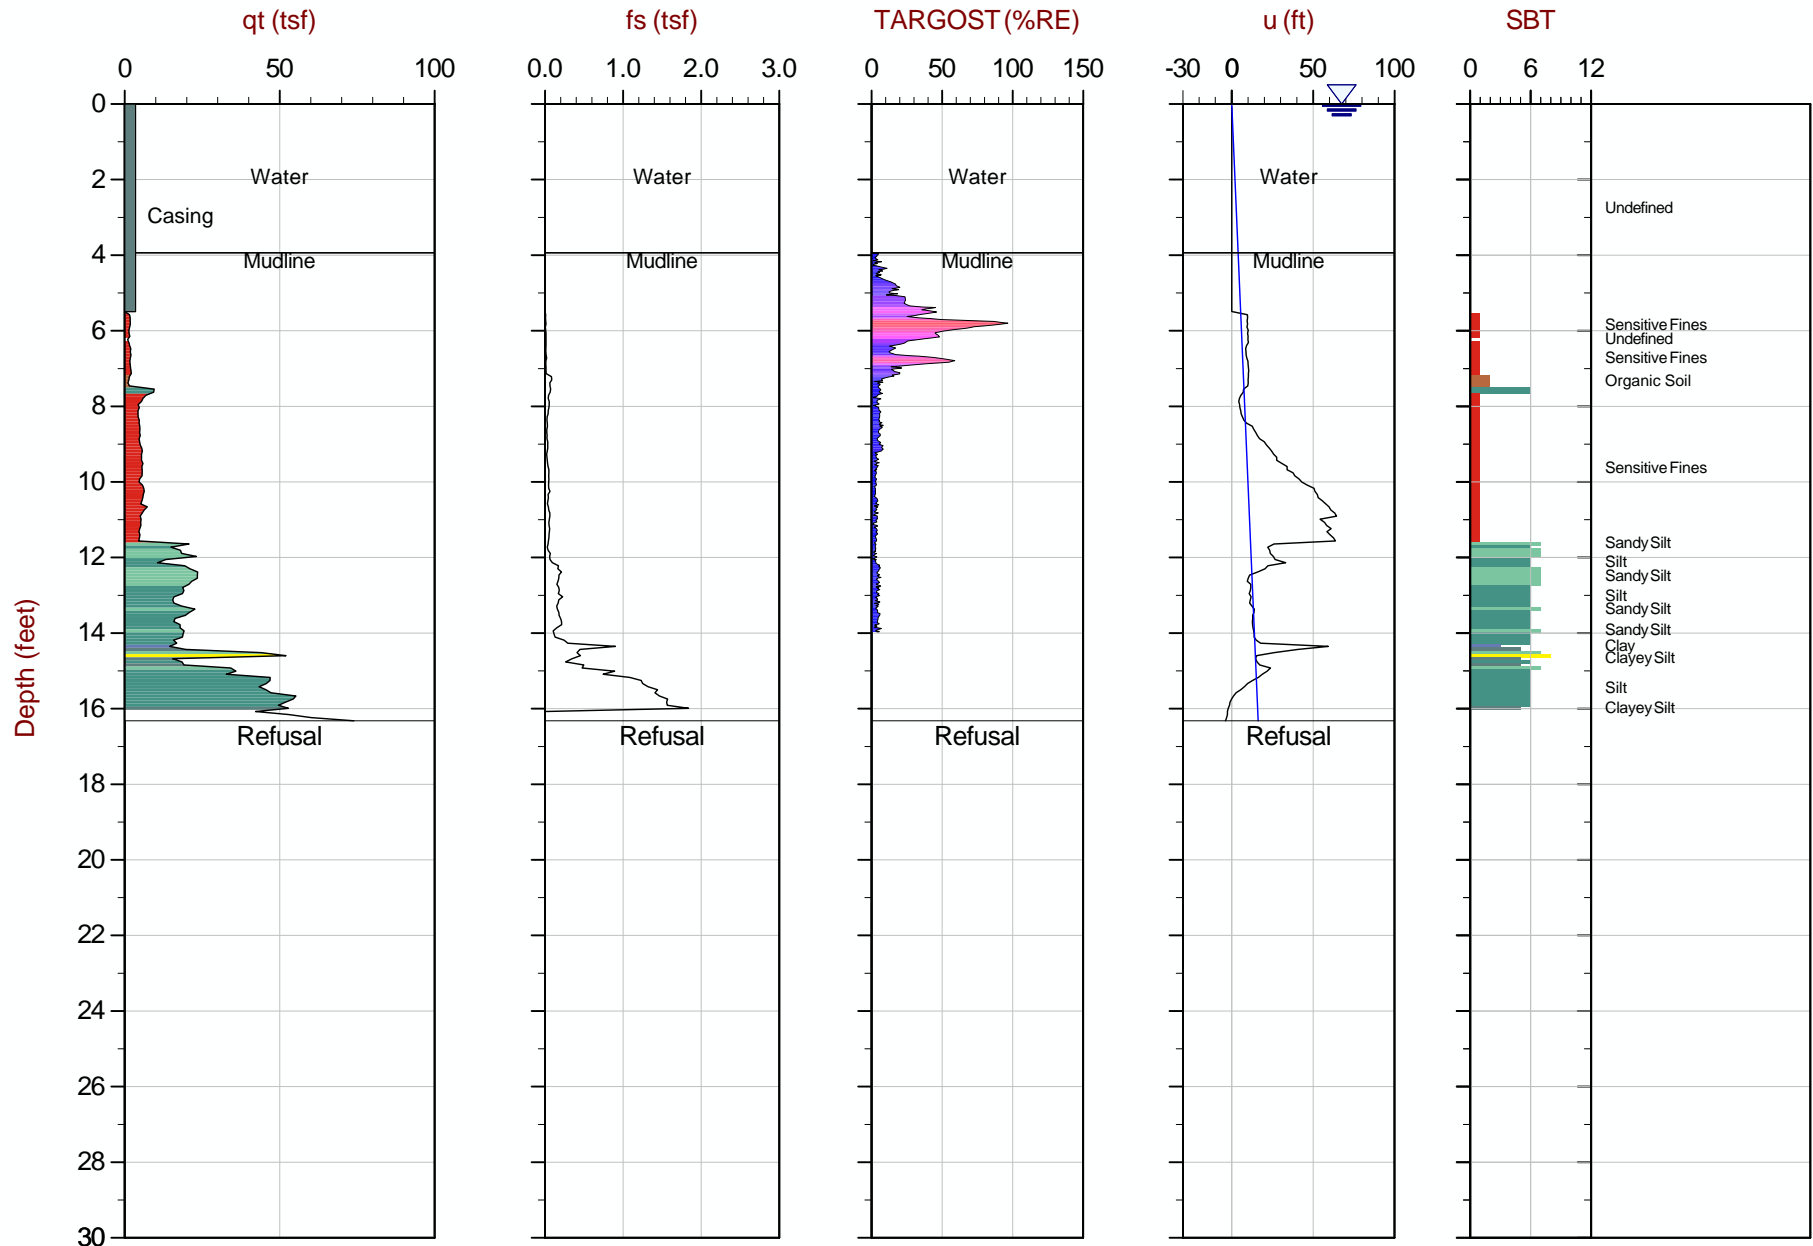 qt (tsf) fs (tsf) TARGOST (%RE) u (ft) SBT
0 50 100 0.0 1.0 2.0 3.0 0 50 100 150 -30 0 50 100 0 6 12
0
Water Water Water Water
2
Casing
Undefined
4
Mudline Mudline Mudline Mudline
6
Sensitive Fines
Undefined
Sensitive Fines
Organic Soil
8
Sensitive Fines
10
Sandy Silt
12
Silt
Sandy Silt
Silt
Sandy Silt
Sandy Silt
14
Clay
Clayey Silt
Silt
16
Clayey Silt
Refusal Refusal Refusal Refusal
18
20
22
24
26
28
30
Depth (feet)